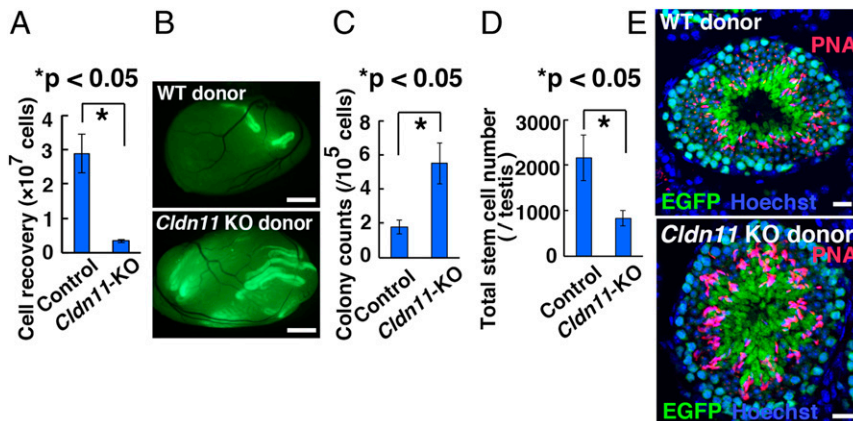 A
*p < 0.05
*
Cell recovery (×10⁷ cells)
4
3
2
1
0
Control
Cldn11-KO
B
WT donor
Cldn11 KO donor
C
*p < 0.05
*
Colony counts (/10⁵ cells)
8
6
4
2
0
Control
Cldn11-KO
D
*p < 0.05
*
Total stem cell number
( / testis )
2000
1000
0
Control
Cldn11-KO
E
WT donor
PNA
EGFP Hoechst
Cldn11 KO donor
PNA
EGFP Hoechst